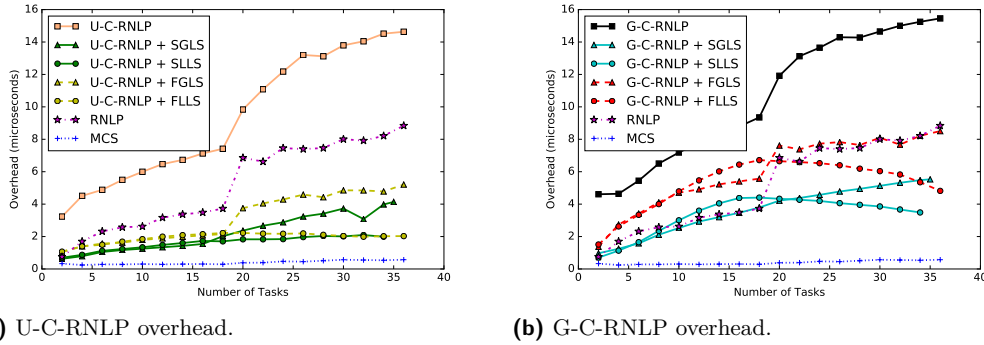 16
14
12
10
8
6
4
2
0
Overhead (microseconds)
U-C-RNLP
U-C-RNLP + SGLS
U-C-RNLP + SLLS
U-C-RNLP + FGLS
U-C-RNLP + FLLS
RNLP
MCS
0 5 10 15 20 25 30 35 40
Number of Tasks
) U-C-RNLP overhead.
16
14
12
10
8
6
4
2
0
Overhead (microseconds)
G-C-RNLP
G-C-RNLP + SGLS
G-C-RNLP + SLLS
G-C-RNLP + FGLS
G-C-RNLP + FLLS
RNLP
MCS
0 5 10 15 20 25 30 35 40
Number of Tasks
(b) G-C-RNLP overhead.